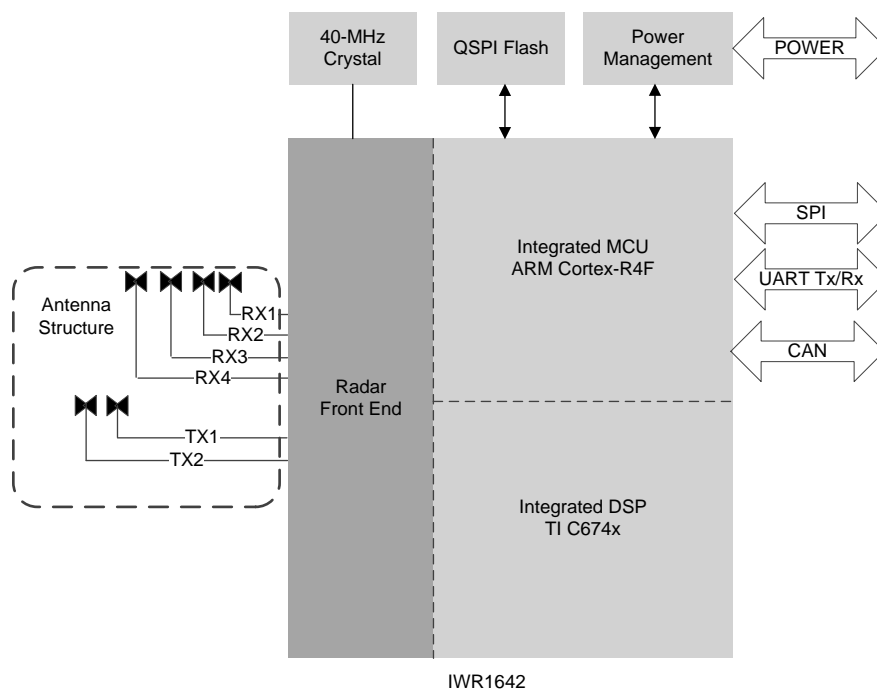 40-MHz
Crystal
QSPI Flash
Power
Management
POWER
SPI
Integrated MCU
ARM Cortex-R4F
UART Tx/Rx
CAN
Antenna
Structure
RX1
RX2
RX3
RX4
Radar
Front End
TX1
TX2
Integrated DSP
TI C674x
IWR1642